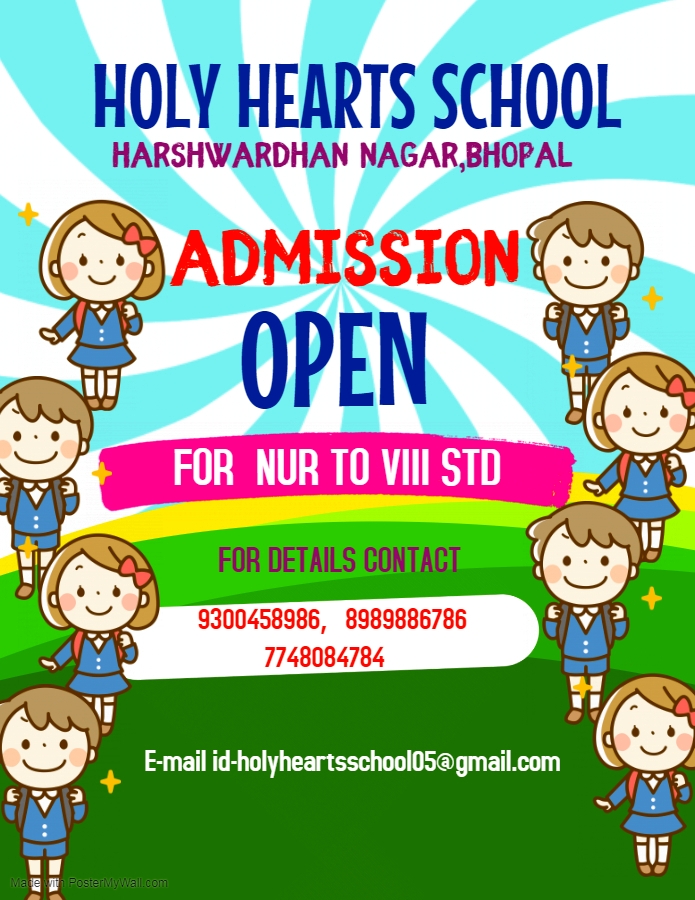 HOLY HEARTS SCHOOL
HARSHWARDHAN NAGAR,BHOPAL
ADMISSION
OPEN
FOR NUR TO VIII STD
FOR DETAILS CONTACT
9300458986, 8989886786
7748084784
E-mail id-holyheartsschool05@gmail.com
Made with PosterMyWall.com